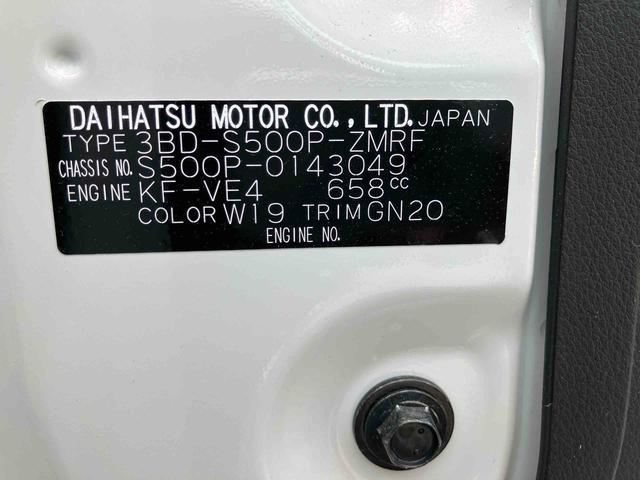 DAIHATSU MOTOR CO.,LTD. JAPAN
TYPE 3BD-S500P-ZMRF
CHASSIS NO. S500P-0143049
ENGINE KF-VE4 658cc
COLOR W19 TRIM GN20
ENGINE NO.